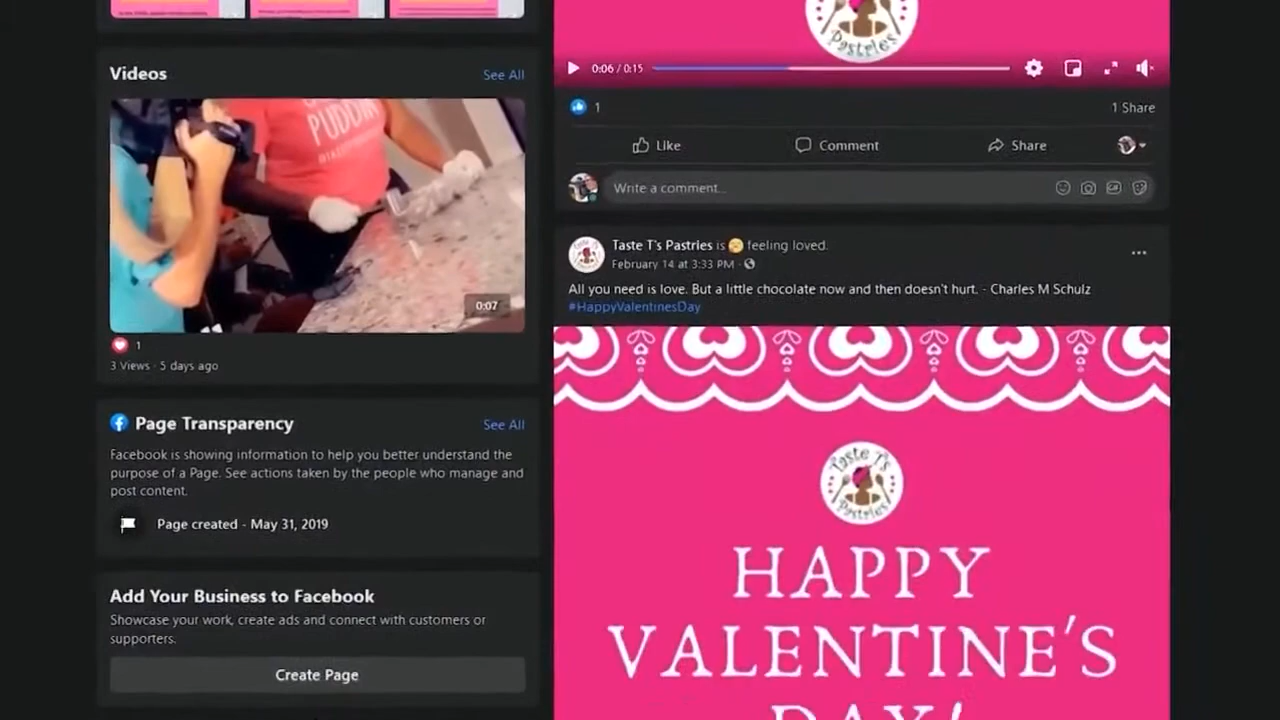 Videos
See All
PUDDIN
0:07
1
3 Views · 5 days ago
Page Transparency
See All
Facebook is showing information to help you better understand the
purpose of a Page. See actions taken by the people who manage and
post content.
Page created - May 31, 2019
Add Your Business to Facebook
Showcase your work, create ads and connect with customers or
supporters.
Create Page
Pastries
0:06 / 0:15
1
1 Share
Like
Comment
Share
Write a comment...
Taste T's Pastries is feeling loved.
February 14 at 3:33 PM ·
All you need is love. But a little chocolate now and then doesn't hurt. - Charles M Schulz
#HappyValentinesDay
Taste T's
Pastries
HAPPY
VALENTINE'S
DAY!